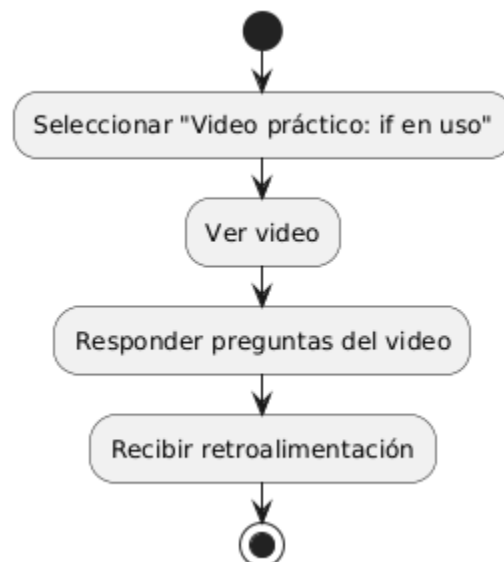 Seleccionar "Video práctico: if en uso"
Ver video
Responder preguntas del video
Recibir retroalimentación